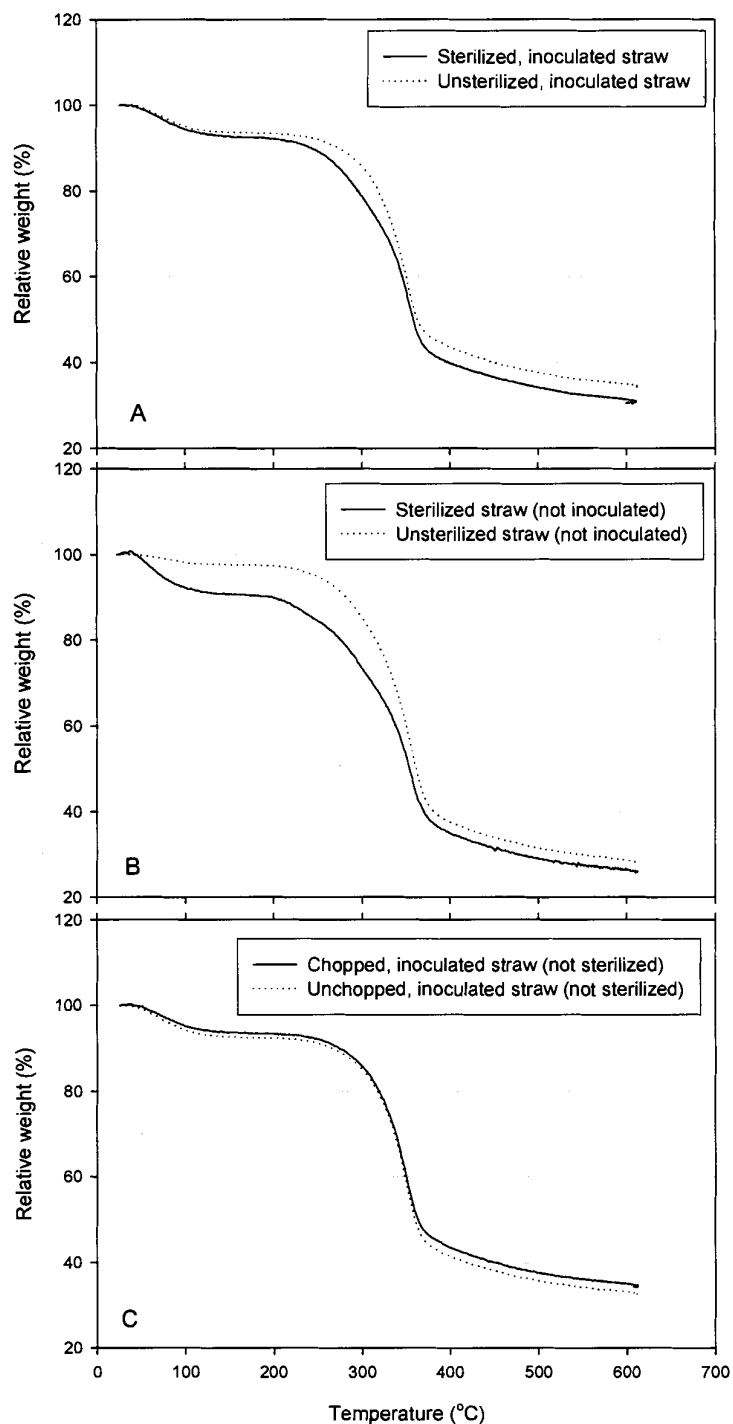 120
100
80
60
40
20
Relative weight (%)
Sterilized, inoculated straw
Unsterilized, inoculated straw
A
120
100
80
60
40
20
Relative weight (%)
Sterilized straw (not inoculated)
Unsterilized straw (not inoculated)
B
120
100
80
60
40
20
Relative weight (%)
Chopped, inoculated straw (not sterilized)
Unchopped, inoculated straw (not sterilized)
C
0 100 200 300 400 500 600 700
Temperature (°C)